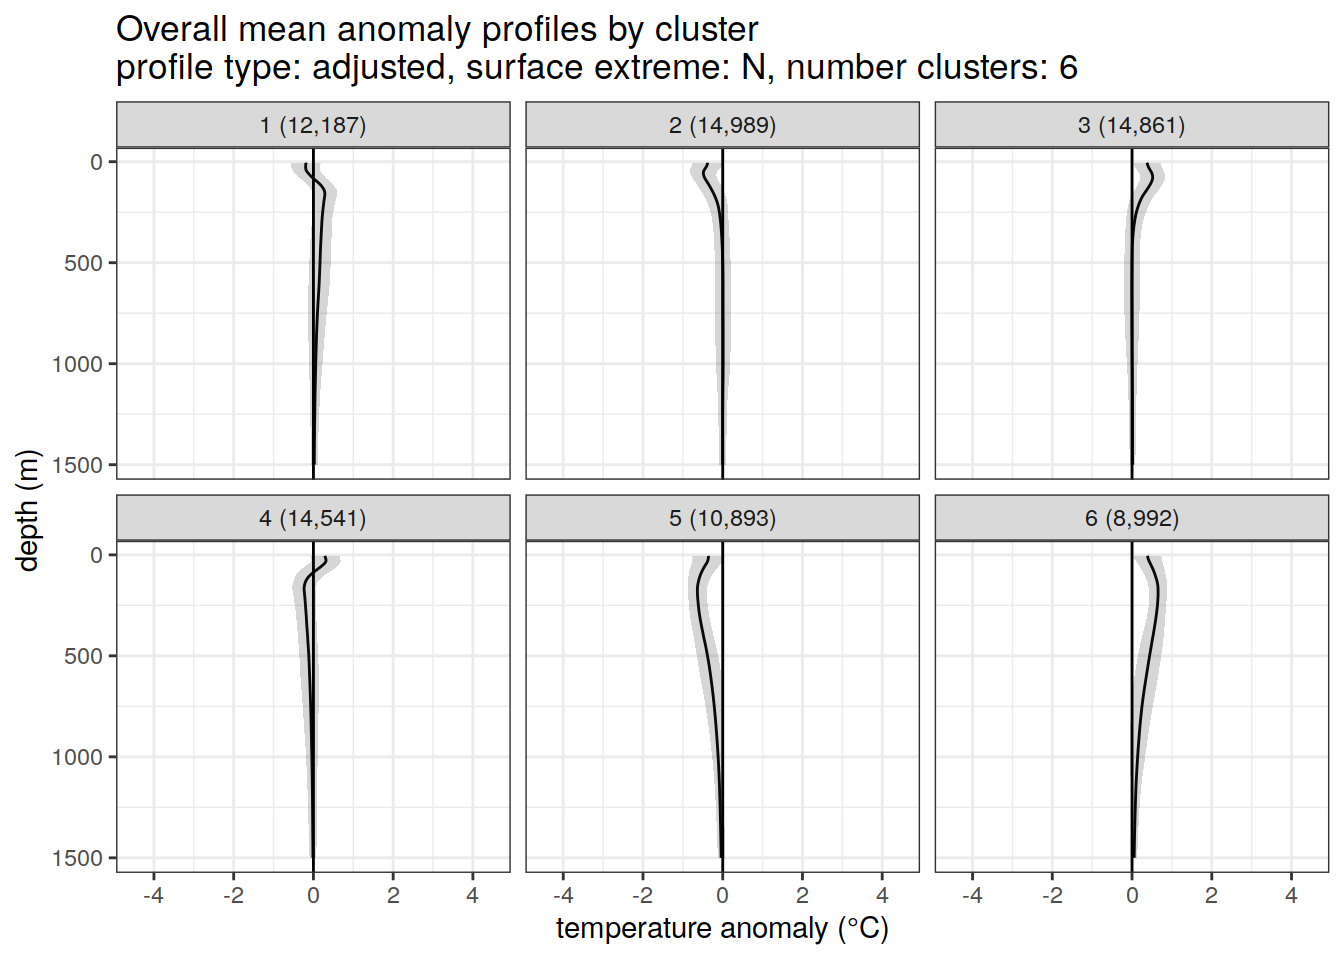 Overall mean anomaly profiles by cluster
profile type: adjusted, surface extreme: N, number clusters: 6
1 (12,187)
2 (14,989)
3 (14,861)
0
500
1000
1500
4 (14,541)
5 (10,893)
6 (8,992)
0
500
1000
1500
depth (m)
-4 -2 0 2 4
-4 -2 0 2 4
-4 -2 0 2 4
temperature anomaly (°C)